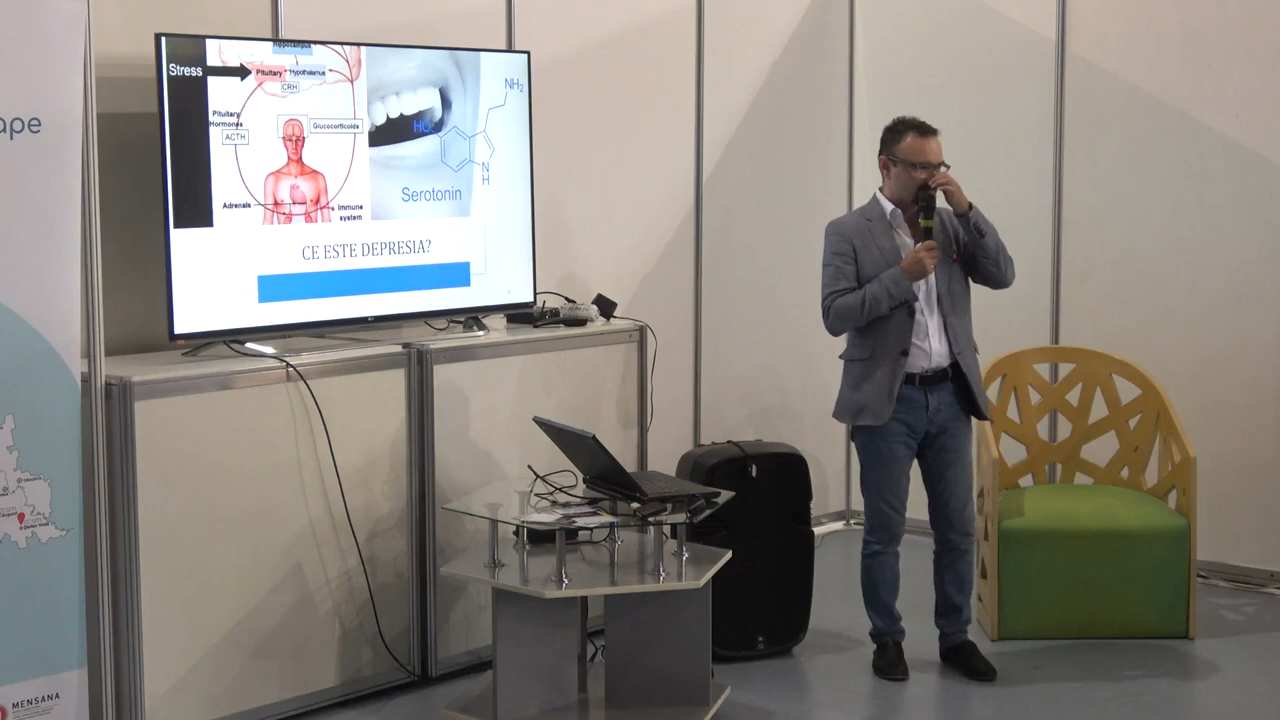 ape
MENSANA
Hippocampus
Stress
Pituitary
Hypothalamus
CRH
Pituitary
Hormones
ACTH
Glucocorticoids
Adrenals
Immune
system
NH2
HO
N
H
Serotonin
CE ESTE DEPRESIA?